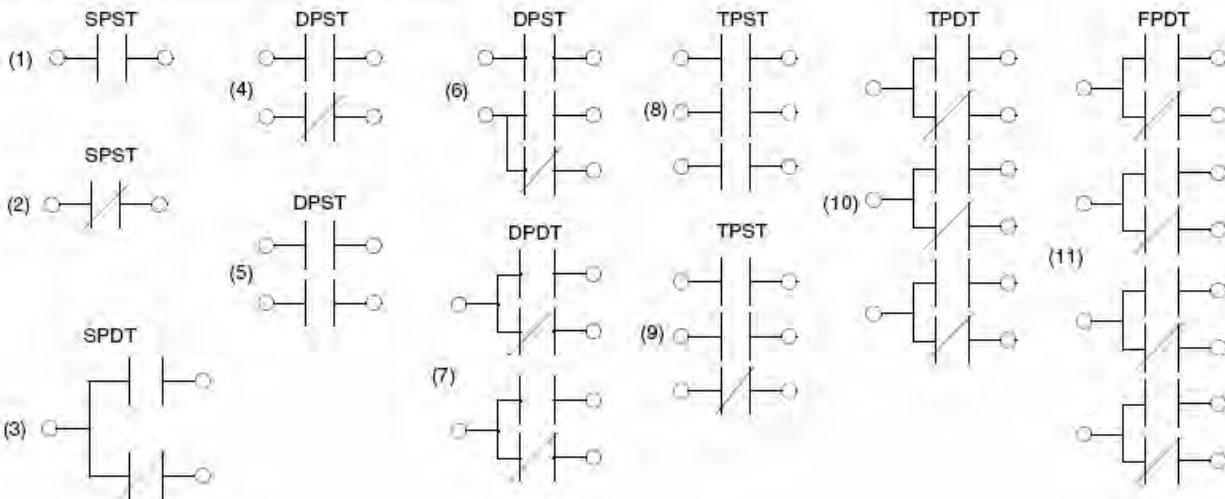 SPST
(1)
SPST
(2)
SPDT
(3)
DPST
(4)
DPST
(5)
DPST
(6)
DPDT
(7)
TPST
(8)
TPST
(9)
TPDT
(10)
FPDT
(11)